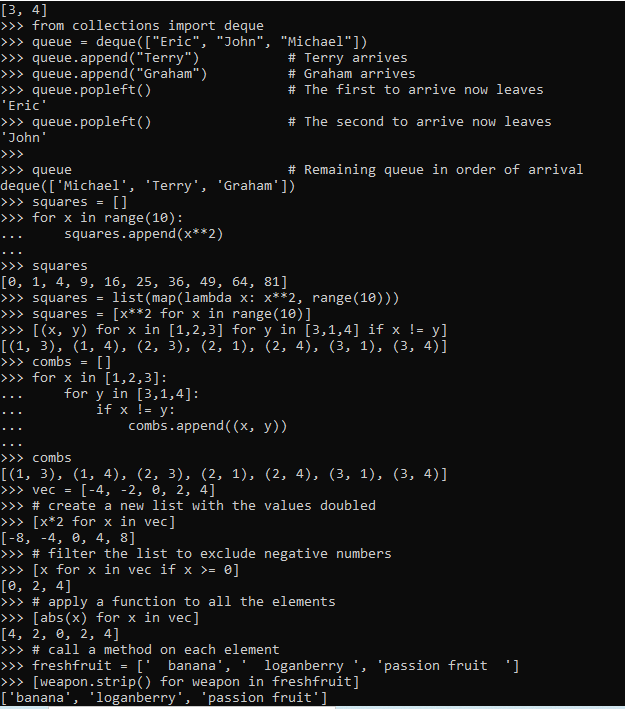 [3, 4]
>>> from collections import deque
>>> queue = deque(["Eric", "John", "Michael"])
>>> queue.append("Terry")           # Terry arrives
>>> queue.append("Graham")          # Graham arrives
>>> queue.popleft()                 # The first to arrive now leaves
'Eric'
>>> queue.popleft()                 # The second to arrive now leaves
'John'
>>>
>>> queue                           # Remaining queue in order of arrival
deque(['Michael', 'Terry', 'Graham'])
>>> squares = []
>>> for x in range(10):
...     squares.append(x**2)
...
>>> squares
[0, 1, 4, 9, 16, 25, 36, 49, 64, 81]
>>> squares = list(map(lambda x: x**2, range(10)))
>>> squares = [x**2 for x in range(10)]
>>> [(x, y) for x in [1,2,3] for y in [3,1,4] if x != y]
[(1, 3), (1, 4), (2, 3), (2, 1), (2, 4), (3, 1), (3, 4)]
>>> combs = []
>>> for x in [1,2,3]:
...     for y in [3,1,4]:
...         if x != y:
...             combs.append((x, y))
...
>>> combs
[(1, 3), (1, 4), (2, 3), (2, 1), (2, 4), (3, 1), (3, 4)]
>>> vec = [-4, -2, 0, 2, 4]
>>> # create a new list with the values doubled
>>> [x*2 for x in vec]
[-8, -4, 0, 4, 8]
>>> # filter the list to exclude negative numbers
>>> [x for x in vec if x >= 0]
[0, 2, 4]
>>> # apply a function to all the elements
>>> [abs(x) for x in vec]
[4, 2, 0, 2, 4]
>>> # call a method on each element
>>> freshfruit = ['  banana', '  loganberry ', 'passion fruit  ']
>>> [weapon.strip() for weapon in freshfruit]
['banana', 'loganberry', 'passion fruit']